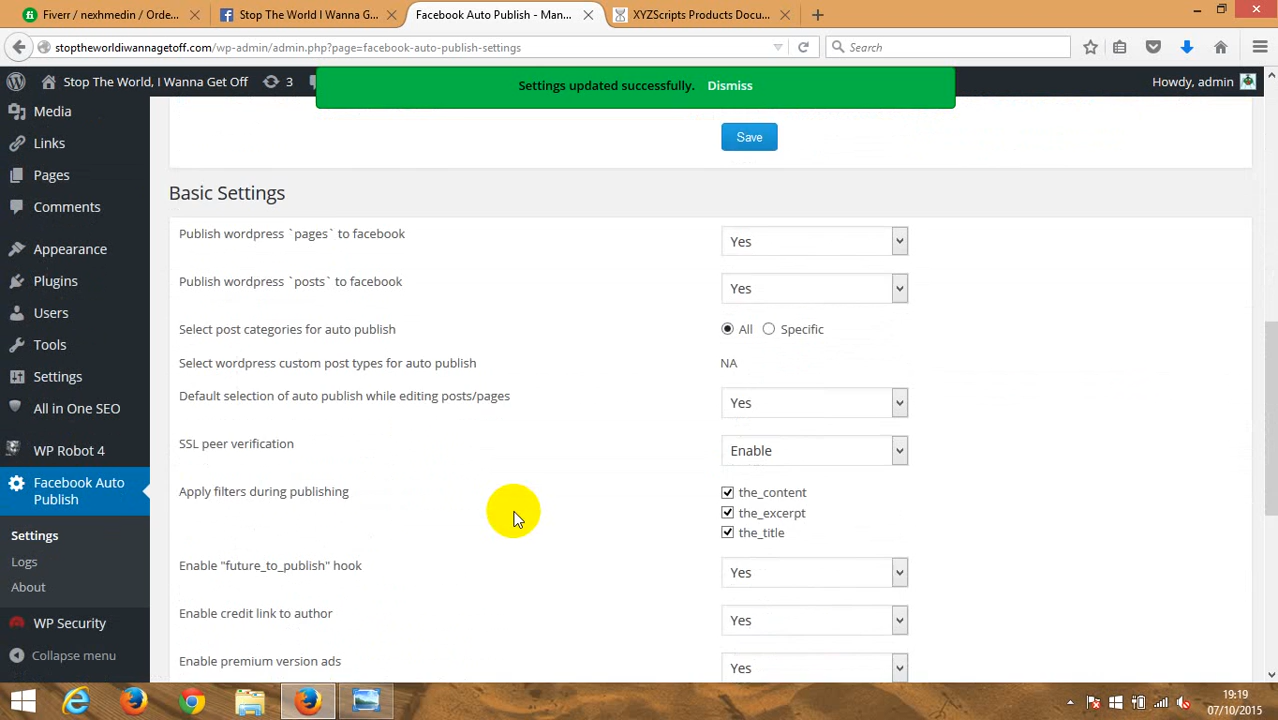 Fiverr / nexhmedin / Orde...
Stop The World I Wanna G...
Facebook Auto Publish - Man...
XYZScripts Products Docu...
stoptheworldiwannagetoff.com/wp-admin/admin.php?page=facebook-auto-publish-settings
Search
Stop The World, I Wanna Get Off
3
Howdy, admin
Settings updated successfully. Dismiss
Media
Links
Pages
Comments
Appearance
Plugins
Users
Tools
Settings
All in One SEO
WP Robot 4
Facebook Auto
Publish
Settings
Logs
About
WP Security
Collapse menu
Save
Basic Settings
Publish wordpress `pages` to facebook
Yes
Publish wordpress `posts` to facebook
Yes
Select post categories for auto publish
All Specific
Select wordpress custom post types for auto publish
NA
Default selection of auto publish while editing posts/pages
Yes
SSL peer verification
Enable
Apply filters during publishing
the_content
the_excerpt
the_title
Enable "future_to_publish" hook
Yes
Enable credit link to author
Yes
Enable premium version ads
Yes
19:19
07/10/2015